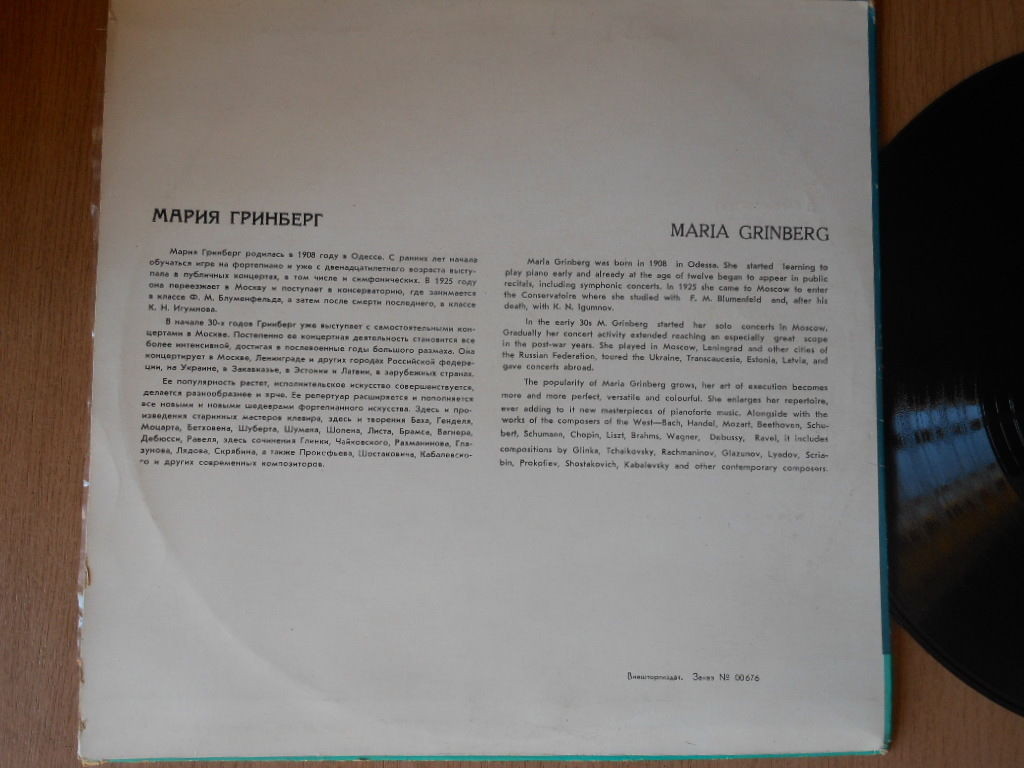 МАРИЯ ГРИНБЕРГ
Мария Гринберг родилась в 1908 году в Одессе. С ранних лет начала
обучаться игре на фортепиано и уже с двенадцатилетнего возраста высту-
пала в публичных концертах, в том числе и симфонических. В 1925 году
она переезжает в Москву и поступает в консерваторию, где занимается
в классе Ф. М. Блуменфельда, а затем после смерти последнего, в классе
К. Н. Игумнова.
В начале 30-х годов Гринберг уже выступает с самостоятельными кон-
цертами в Москве. Постепенно ее концертная деятельность становится все
более интенсивной, достигая в послевоенные годы большого размаха. Она
концертирует в Москве, Ленинграде и других городах Российской федера-
ции, на Украине, в Закавказье, в Эстонии и Латвии, в зарубежных странах.
Ее популярность растет, исполнительское искусство совершенствуется,
делается разнообразнее и ярче. Ее репертуар расширяется и пополняется
все новыми и новыми шедеврами фортепианного искусства. Здесь и про-
изведения старинных мастеров клавира, здесь и творения Баха, Генделя,
Моцарта, Бетховена, Шуберта, Шумана, Шопена, Листа, Брамса, Вагнера,
Дебюсси, Равеля, здесь сочинения Глинки, Чайковского, Рахманинова, Гла-
зунова, Лядова, Скрябина, а также Прокофьева, Шостаковича, Кабалевско-
го и других современных композиторов.
MARIA GRINBERG
Maria Grinberg was born in 1908 in Odessa. She started learning to
play piano early and already at the age of twelve began to appear in public
recitals, including symphonic concerts. In 1925 she came to Moscow to enter
the Conservatoire where she studied with F. M. Blumenfeld and, after his
death, with K. N. Igumnov.
In the early 30s M. Grinberg started her solo concerts in Moscow.
Gradually her concert activity extended reaching an especially great scope
in the post-war years. She played in Moscow, Leningrad and other cities of
the Russian Federation, toured the Ukraine, Transcaucasia, Estonia, Latvia, and
gave concerts abroad.
The popularity of Maria Grinberg grows, her art of execution becomes
more and more perfect, versatile and colourful. She enlarges her repertoire,
ever adding to it new masterpieces of pianoforte music. Alongside with the
works of the composers of the West—Bach, Handel, Mozart, Beethoven, Schu-
bert, Schumann, Chopin, Liszt, Brahms, Wagner, Debussy, Ravel, it includes
compositions by Glinka, Tchaikovsky, Rachmaninov, Glazunov, Lyadov, Scria-
bin, Prokofiev, Shostakovich, Kabalevsky and other contemporary composers.
Внешторгиздат. Заказ № 00676